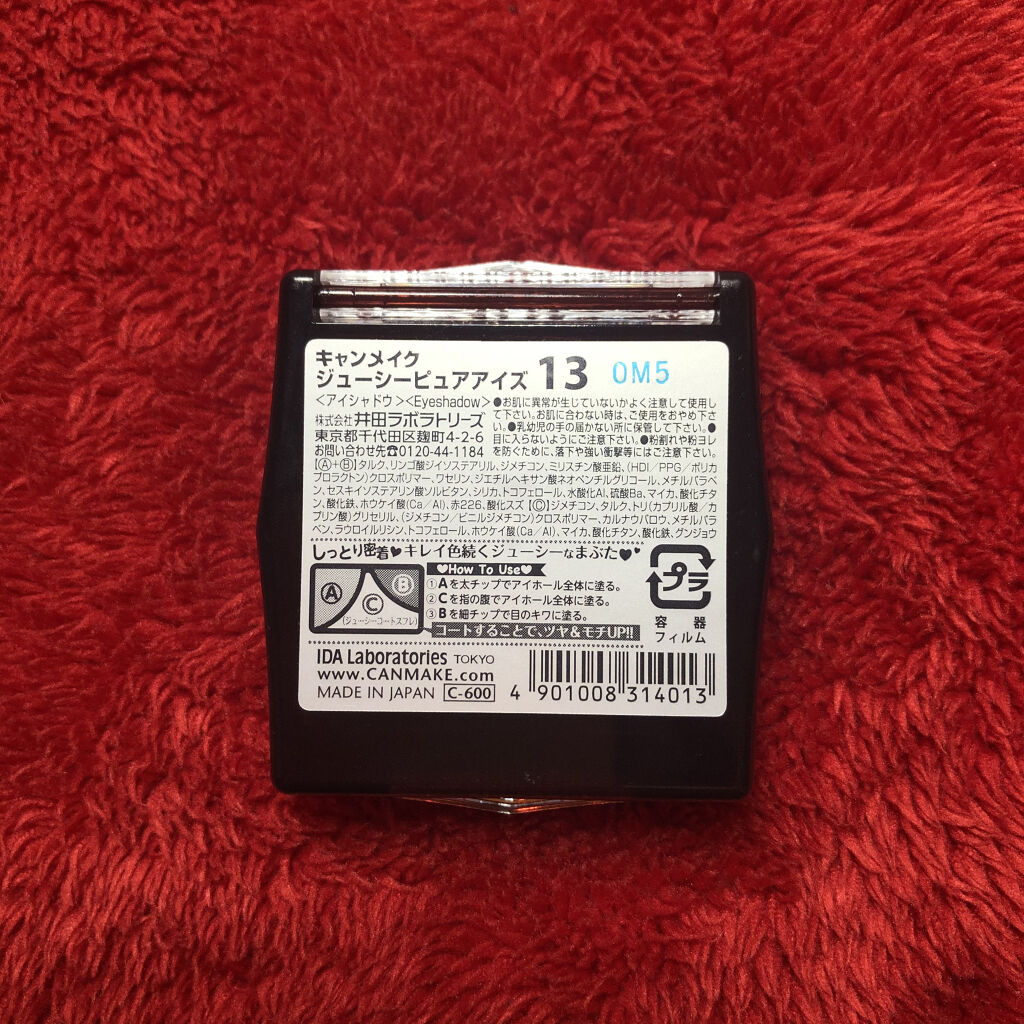 キャンメイク
ジューシーピュアアイズ 13 OM5
<アイシャドウ><Eyeshadow>
株式会社 井田ラボラトリーズ
東京都千代田区麹町4-2-6
お問い合わせ先☎0120-44-1184
●お肌に異常が生じていないかよく注意して使用し
て下さい。お肌に合わない時は、ご使用をおやめ下さ
い。●乳幼児の手の届かない所に保管して下さい。●
目に入らないようにご注意下さい。●粉割れや粉ヨレ
を防ぐために、落下や強い衝撃等にはご注意下さい。
【Ⓐ+Ⓑ】タルク、リンゴ酸ジイソステアリル、ジメチコン、ミリスチン酸亜鉛、(HDI/PPG/ポリカ
プロラクトン)クロスポリマー、ワセリン、ジエチルヘキサン酸ネオペンチルグリコール、メチルパラベ
ン、セスキイソステアリン酸ソルビタン、シリカ、トコフェロール、水酸化Al、硫酸Ba、マイカ、酸化チタ
ン、酸化鉄、ホウケイ酸(Ca/Al)、赤226、酸化スズ【Ⓒ】ジメチコン、タルク、トリ(カプリル酸/カ
プリン酸)グリセリル、(ジメチコン/ビニルジメチコン)クロスポリマー、カルナウバロウ、メチルパラ
ベン、ラウロイルリシン、トコフェロール、ホウケイ酸(Ca/Al)、マイカ、酸化チタン、酸化鉄、グンジョウ
しっとり密着♥キレイ色続くジューシーなまぶた♥♥
♥How To Use♥
Ⓐ Ⓑ Ⓒ
(ジューシーコートスフレ)
①Aを太チップでアイホール全体に塗る。
②Cを指の腹でアイホール全体に塗る。
③Bを細チップで目のキワに塗る。
コートすることで、ツヤ&モチUP!!
プラ
容器
フィルム
IDA Laboratories TOKYO
www.CANMAKE.com
MADE IN JAPAN C-600
4 901008 314013